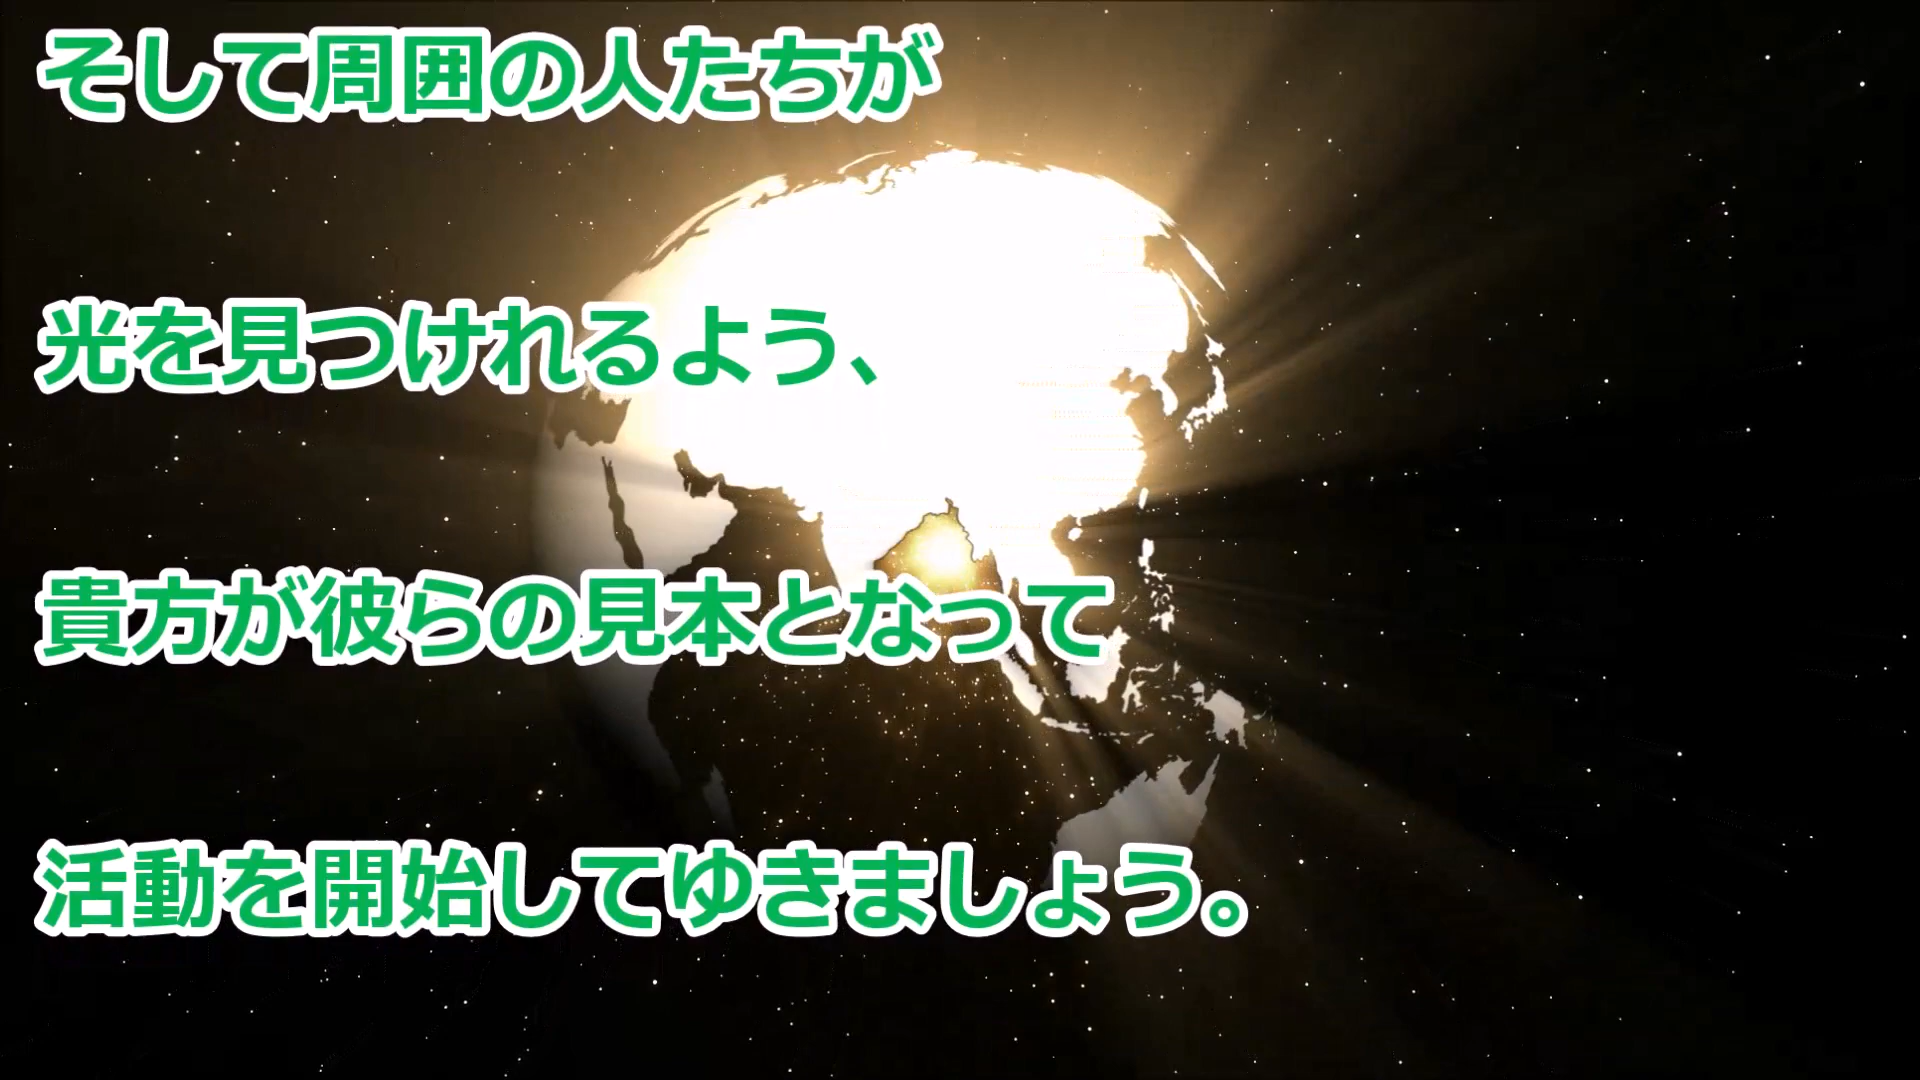 そして周囲の人たちが
光を見つけれるよう、
貴方が彼らの見本となって
活動を開始してゆきましょう。